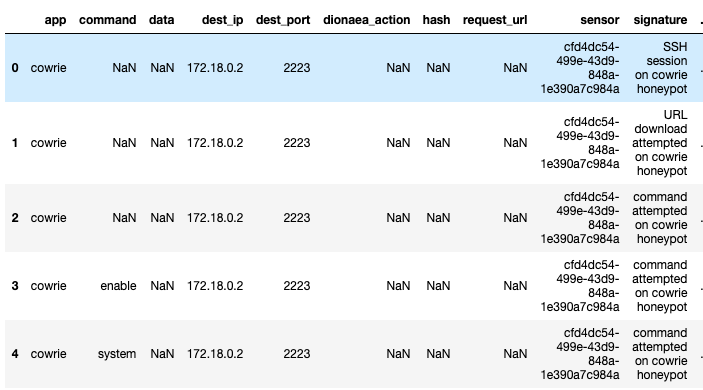 app command data dest_ip dest_port dionaea_action hash request_url sensor signature .
0 cowrie NaN NaN 172.18.0.2 2223 NaN NaN NaN cfd4dc54-499e-43d9-848a-1e390a7c984a SSH session on cowrie honeypot
1 cowrie NaN NaN 172.18.0.2 2223 NaN NaN NaN cfd4dc54-499e-43d9-848a-1e390a7c984a URL download attempted on cowrie honeypot .
2 cowrie NaN NaN 172.18.0.2 2223 NaN NaN NaN cfd4dc54-499e-43d9-848a-1e390a7c984a command attempted on cowrie honeypot .
3 cowrie enable NaN 172.18.0.2 2223 NaN NaN NaN cfd4dc54-499e-43d9-848a-1e390a7c984a command attempted on cowrie honeypot .
4 cowrie system NaN 172.18.0.2 2223 NaN NaN NaN cfd4dc54-499e-43d9-848a-1e390a7c984a command attempted on cowrie honeypot .